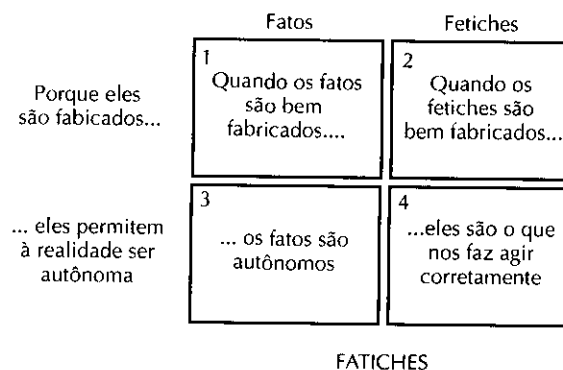 Fatos
Fetiches
Porque eles
são fabicados...
1
Quando os fatos
são bem
fabricados....
2
Quando os
fetiches são
bem fabricados...
... eles permitem
à realidade ser
autônoma
3
... os fatos são
autônomos
4
...eles são o que
nos faz agir
corretamente
FATICHES